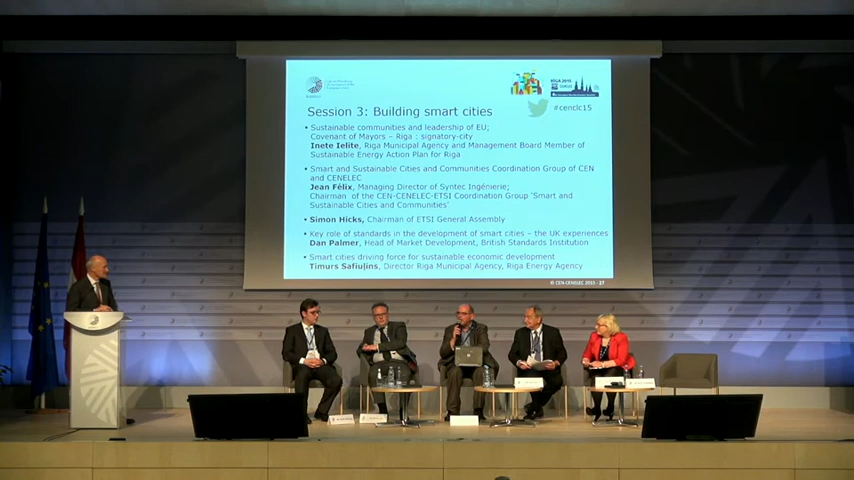 RĪGA 2015
#cenclc15
Session 3: Building smart cities
• Sustainable communities and leadership of EU;
Covenant of Mayors – Riga : signatory-city
Inete Ielite, Riga Municipal Agency and Management Board Member of
Sustainable Energy Action Plan for Riga
• Smart and Sustainable Cities and Communities Coordination Group of CEN
and CENELEC
Jean Félix, Managing Director of Syntec Ingénierie;
Chairman of the CEN-CENELEC-ETSI Coordination Group 'Smart and
Sustainable Cities and Communities'
• Simon Hicks, Chairman of ETSI General Assembly
• Key role of standards in the development of smart cities – the UK experiences
Dan Palmer, Head of Market Development, British Standards Institution
• Smart cities driving force for sustainable economic development
Timurs Safiuļins, Director Riga Municipal Agency, Riga Energy Agency
© CEN-CENELEC 2015 - 27